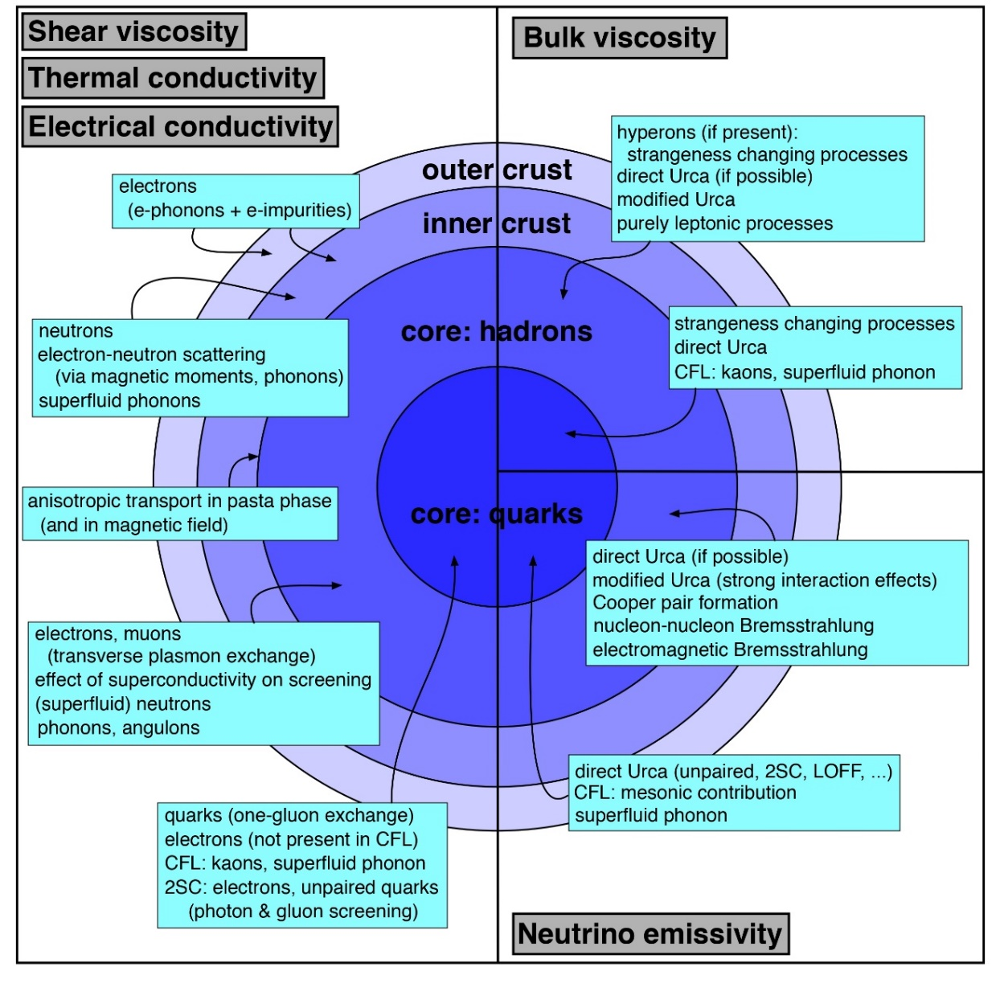 Shear viscosity
Thermal conductivity
Electrical conductivity
Bulk viscosity
outer crust
inner crust
core: hadrons
core: quarks
electrons
(e-phonons + e-impurities)
neutrons
electron-neutron scattering
(via magnetic moments, phonons)
superfluid phonons
anisotropic transport in pasta phase
(and in magnetic field)
electrons, muons
(transverse plasmon exchange)
effect of superconductivity on screening
(superfluid) neutrons
phonons, angulons
quarks (one-gluon exchange)
electrons (not present in CFL)
CFL: kaons, superfluid phonon
2SC: electrons, unpaired quarks
(photon & gluon screening)
hyperons (if present):
strangeness changing processes
direct Urca (if possible)
modified Urca
purely leptonic processes
strangeness changing processes
direct Urca
CFL: kaons, superfluid phonon
direct Urca (if possible)
modified Urca (strong interaction effects)
Cooper pair formation
nucleon-nucleon Bremsstrahlung
electromagnetic Bremsstrahlung
direct Urca (unpaired, 2SC, LOFF, ...)
CFL: mesonic contribution
superfluid phonon
Neutrino emissivity